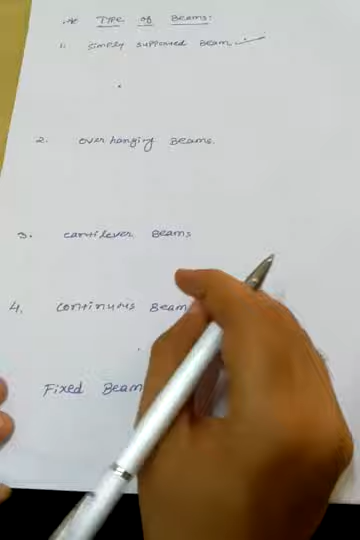 * Type of Beams:
1. simply supported Beam.
2. over hanging Beams.
3. cantilever Beams
4. continuous Beam
Fixed Beam